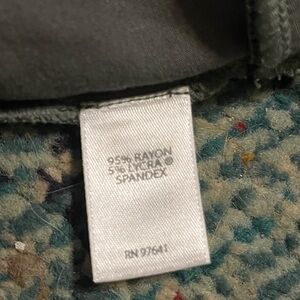 95% RAYON
5% LYCRA®
SPANDEX
RN 97641